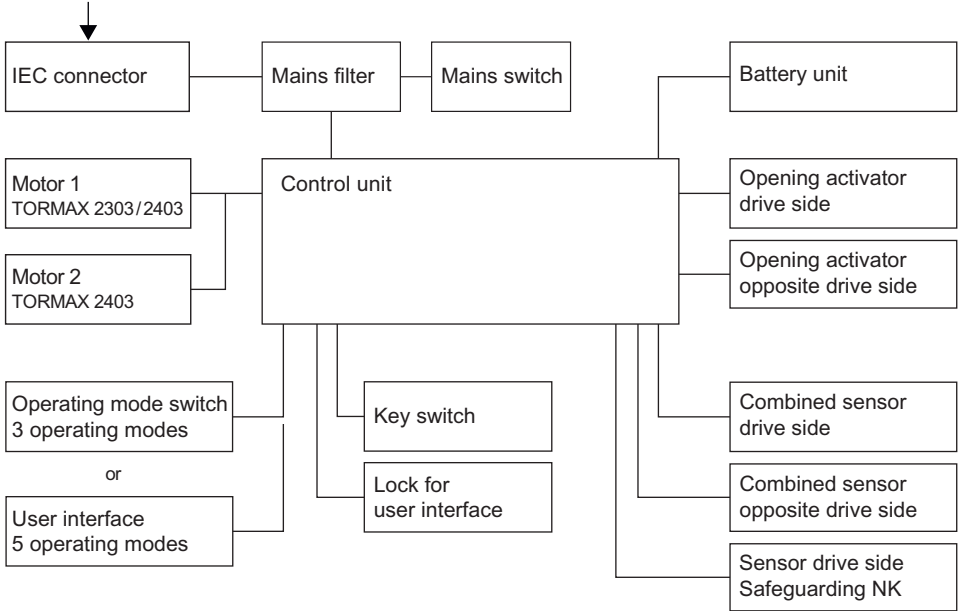 IEC connector
Mains filter
Mains switch
Battery unit
Motor 1
TORMAX 2303/2403
Control unit
Opening activator
drive side
Motor 2
TORMAX 2403
Opening activator
opposite drive side
Operating mode switch
3 operating modes
Key switch
Combined sensor
drive side
or
Lock for
user interface
Combined sensor
opposite drive side
User interface
5 operating modes
Sensor drive side
Safeguarding NK